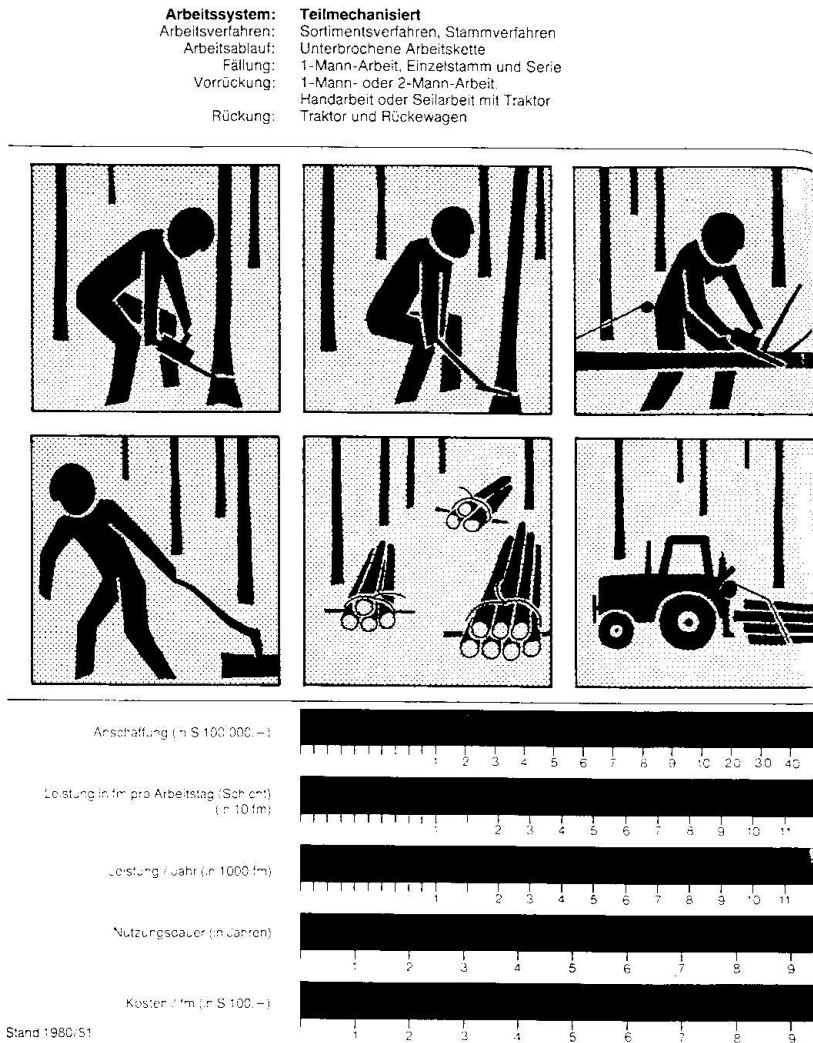 Arbeitssystem: Teilmechanisiert
Arbeitsverfahren: Sortimentsverfahren, Stammverfahren
Arbeitsablauf: Unterbrochene Arbeitskette
Fällung: 1-Mann-Arbeit, Einzelstamm und Serie
Vorrückung: 1-Mann- oder 2-Mann-Arbeit
Handarbeit oder Seilarbeit mit Traktor
Rückung: Traktor und Rückewagen
Anschaffung (in S 100 000.–)
1 2 3 4 5 6 7 8 9 10 20 30 40
Leistung in fm pro Arbeitstag (Schicht)
(in 10 fm)
1 2 3 4 5 6 7 8 9 10 11
Leistung / Jahr (in 1000 fm)
1 2 3 4 5 6 7 8 9 10 11
Nutzungsdauer (in Jahren)
1 2 3 4 5 6 7 8 9
Kosten / fm (in S 100.–)
1 2 3 4 5 6 7 8 9
Stand 1980/81